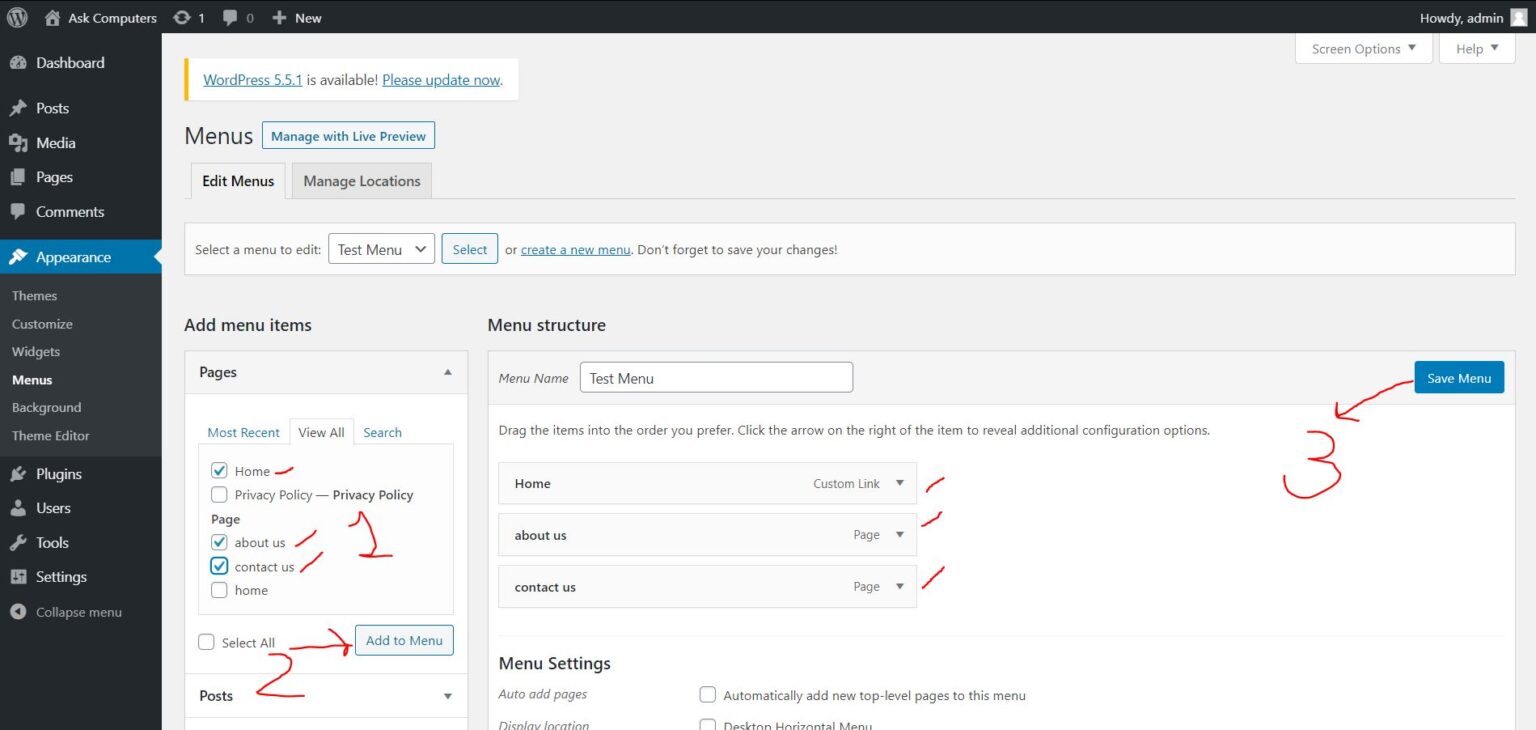 Ask Computers 1 0 New Howdy, admin
Dashboard
Posts
Media
Pages
Comments
Appearance
Themes
Customize
Widgets
Menus
Background
Theme Editor
Plugins
Users
Tools
Settings
Collapse menu
Screen Options Help
WordPress 5.5.1 is available! Please update now.
Menus Manage with Live Preview
Edit Menus Manage Locations
Select a menu to edit: Test Menu Select or create a new menu. Don't forget to save your changes!
Add menu items
Pages
Most Recent View All Search
Home
Privacy Policy — Privacy Policy
Page
1
about us
contact us
home
Select All Add to Menu
2
Posts
Menu structure
Menu Name Test Menu Save Menu
3
Drag the items into the order you prefer. Click the arrow on the right of the item to reveal additional configuration options.
Home Custom Link
about us Page
contact us Page
Menu Settings
Auto add pages Automatically add new top-level pages to this menu
Display location Desktop Horizontal Menu